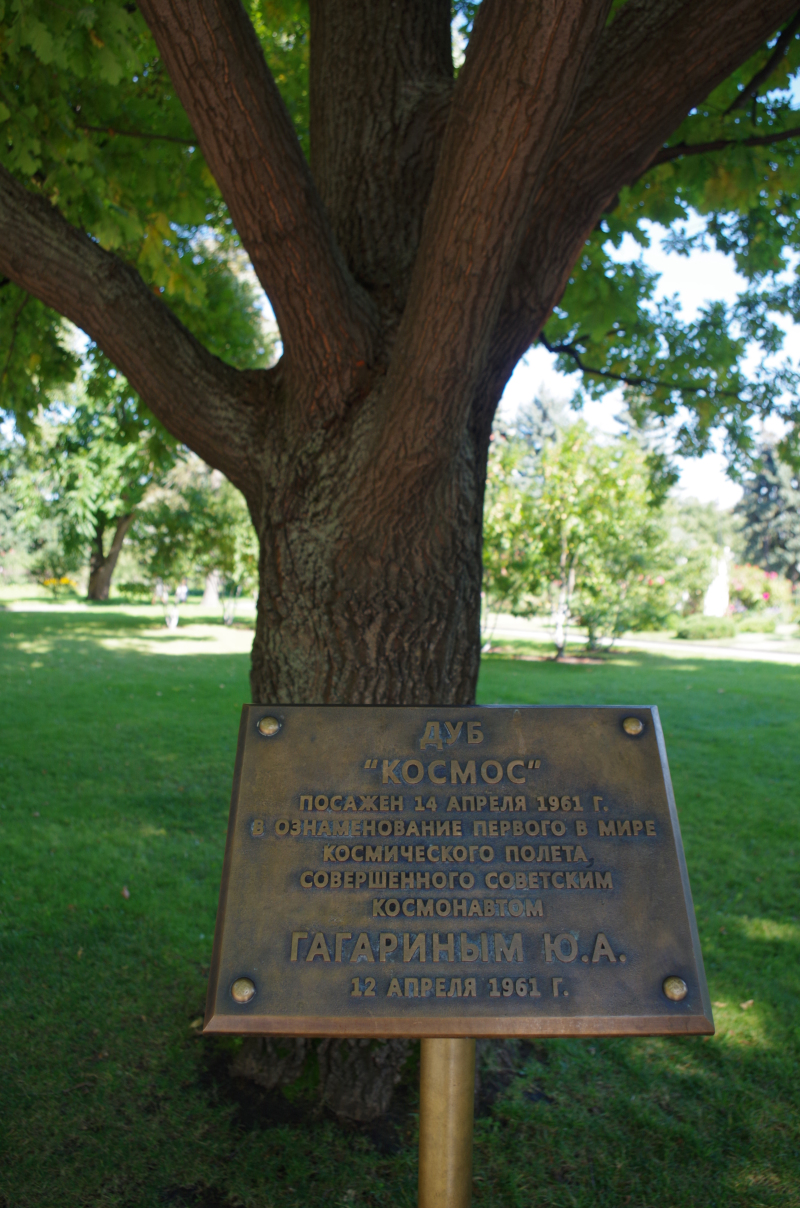 ДУБ
"КОСМОС"
ПОСАЖЕН 14 АПРЕЛЯ 1961 Г.
В ОЗНАМЕНОВАНИЕ ПЕРВОГО В МИРЕ
КОСМИЧЕСКОГО ПОЛЕТА,
СОВЕРШЕННОГО СОВЕТСКИМ
КОСМОНАВТОМ
ГАГАРИНЫМ Ю.А.
12 АПРЕЛЯ 1961 Г.